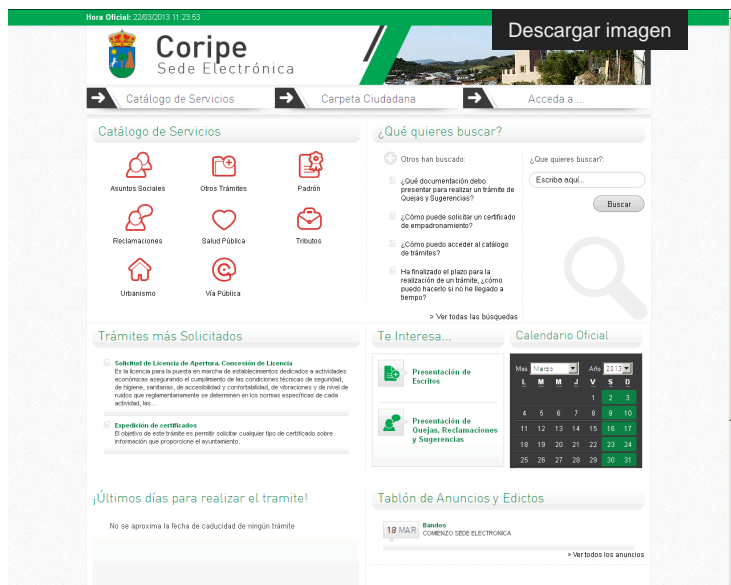 Hora Oficial: 22/03/2013 11:23:53
Descargar imagen
Coripe
Sede Electrónica
Catálogo de Servicios
Carpeta Ciudadana
Acceda a ...
Catálogo de Servicios
Asuntos Sociales
Otros Trámites
Padrón
Reclamaciones
Salud Pública
Tributos
Urbanismo
Vía Pública
¿Qué quieres buscar?
Otros han buscado:
¿Qué documentación debo
presentar para realizar un trámite de
Quejas y Sugerencias?
¿Cómo puede solicitar un certificado
de empadronamiento?
¿Cómo puedo acceder al catálogo
de trámites?
Ha finalizado el plazo para la
realización de un trámite, ¿cómo
puedo hacerlo si no he llegado a
tiempo?
> Ver todas las búsquedas
¿Que quieres buscar?:
Escriba aquí...
Buscar
Trámites más Solicitados
Solicitud de Licencia de Apertura. Concesión de Licencia
Es la licencia para la puesta en marcha de establecimientos dedicados a actividades
económicas asegurando el cumplimiento de las condiciones técnicas de seguridad,
de higiene, sanitarias, de accesibilidad y confortabilidad, de vibraciones y de nivel de
ruidos que reglamentariamente se determinen en los normas específicas de cada
actividad, las...
Expedición de certificados
El objetivo de este trámite es permitir solicitar cualquier tipo de certificado sobre
información que proporcione el ayuntamiento.
Te Interesa...
Presentación de
Escritos
Presentación de
Quejas, Reclamaciones
y Sugerencias
Calendario Oficial
Mes Marzo Año 2013
L M M J V S D
1 2 3
4 5 6 7 8 9 10
11 12 13 14 15 16 17
18 19 20 21 22 23 24
25 26 27 28 29 30 31
¡Últimos días para realizar el tramite!
No se aproxima la fecha de caducidad de ningún trámite
Tablón de Anuncios y Edictos
18 MAR
Bandos
COMIENZO SEDE ELECTRONICA
» Ver todos los anuncios